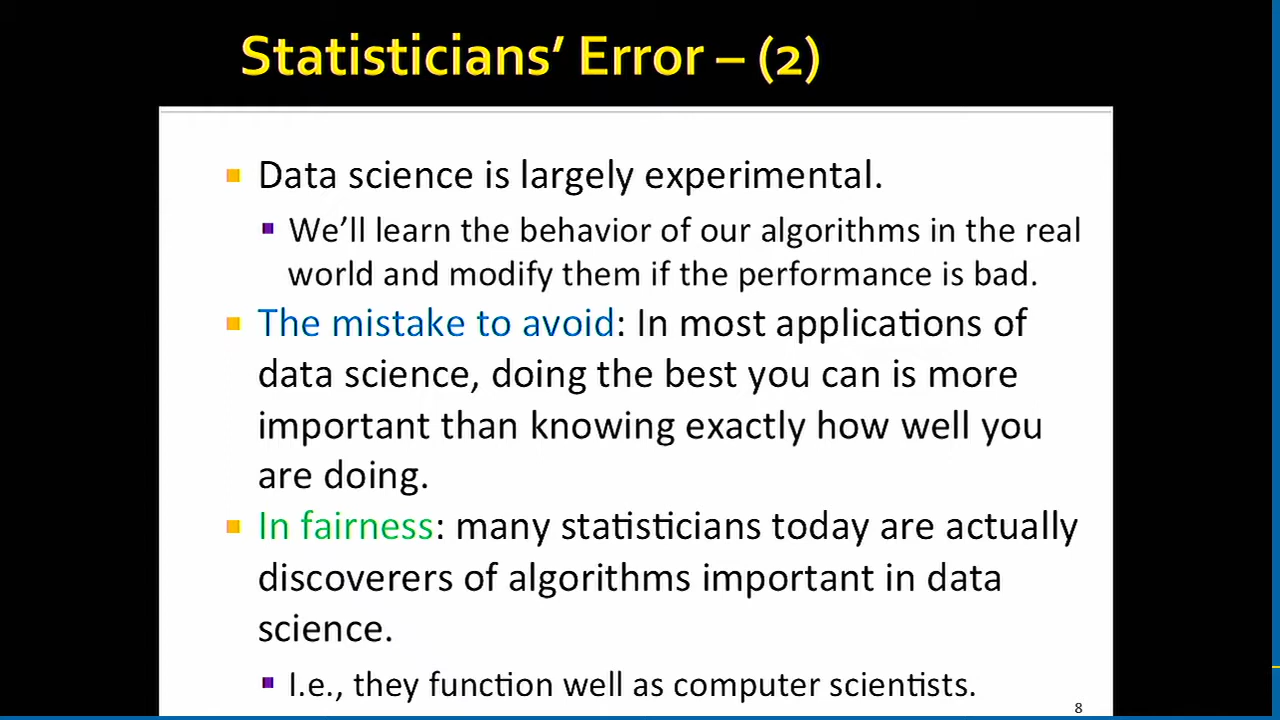 Statisticians’ Error – (2)
Data science is largely experimental.
We’ll learn the behavior of our algorithms in the real
world and modify them if the performance is bad.
The mistake to avoid: In most applications of
data science, doing the best you can is more
important than knowing exactly how well you
are doing.
In fairness: many statisticians today are actually
discoverers of algorithms important in data
science.
I.e., they function well as computer scientists.
8